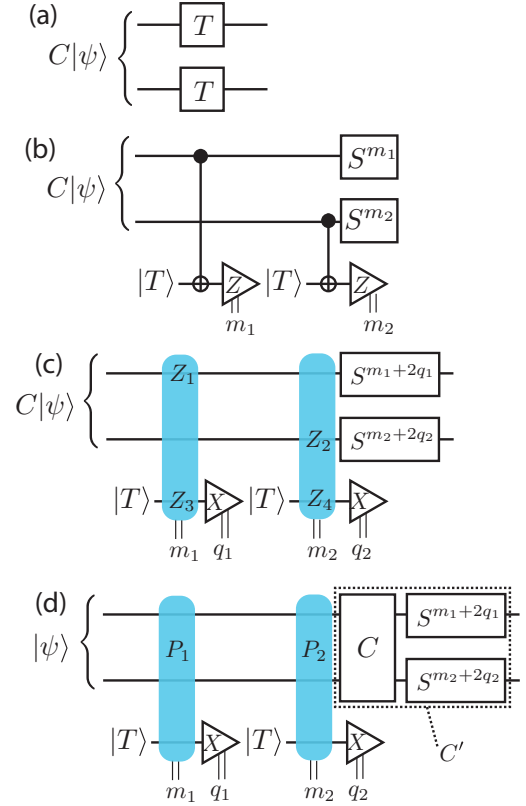 (a)
T
C|ψ⟩
T
(b)
S^{m_1}
C|ψ⟩
S^{m_2}
|T⟩ Z |T⟩ Z
m_1 m_2
(c)
Z_1 S^{m_1+2q_1}
C|ψ⟩
Z_2 S^{m_2+2q_2}
|T⟩ Z_3 X |T⟩ Z_4 X
m_1 q_1 m_2 q_2
(d)
S^{m_1+2q_1}
|ψ⟩ P_1 P_2 C
S^{m_2+2q_2}
|T⟩ X |T⟩ X C′
m_1 q_1 m_2 q_2